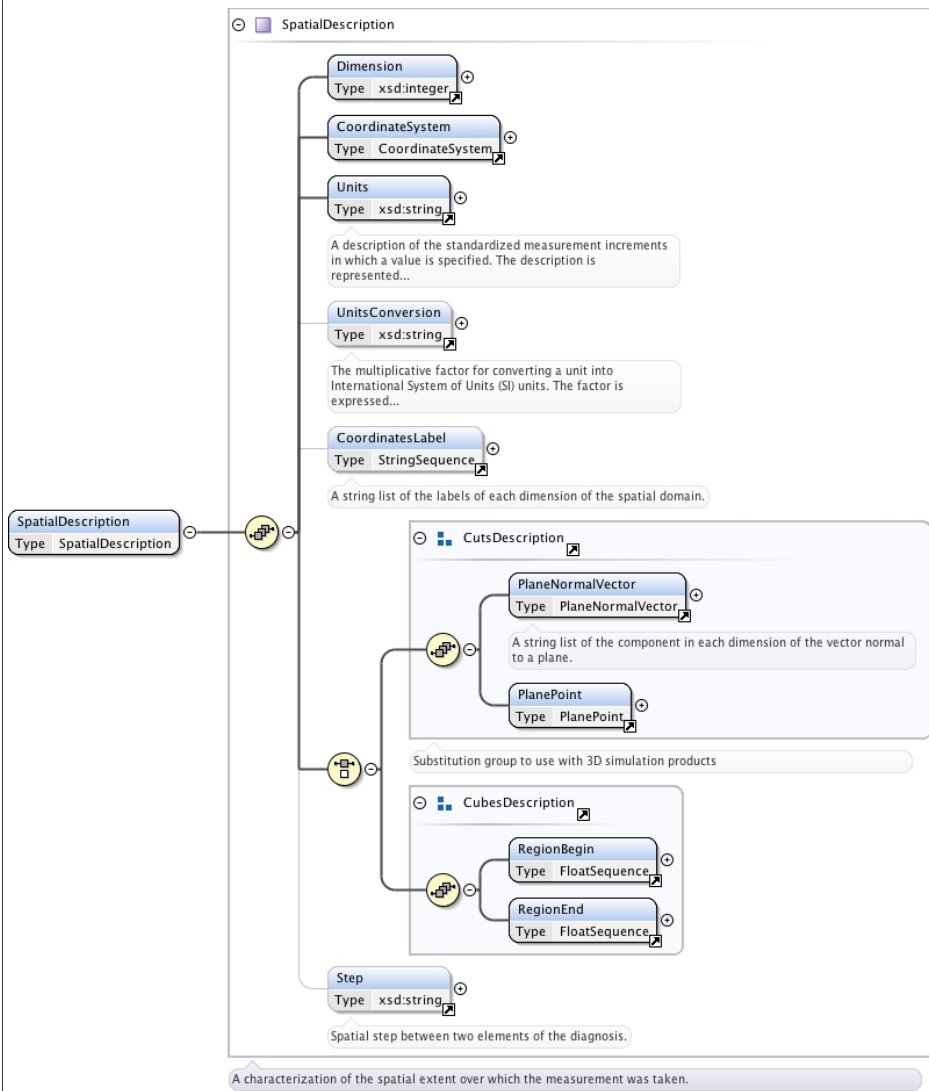 SpatialDescription
Dimension
Type xsd:integer
CoordinateSystem
Type CoordinateSystem
Units
Type xsd:string
A description of the standardized measurement increments
in which a value is specified. The description is
represented...
UnitsConversion
Type xsd:string
The multiplicative factor for converting a unit into
International System of Units (SI) units. The factor is
expressed...
CoordinatesLabel
Type StringSequence
A string list of the labels of each dimension of the spatial domain.
SpatialDescription
Type SpatialDescription
CutsDescription
PlaneNormalVector
Type PlaneNormalVector
A string list of the component in each dimension of the vector normal
to a plane.
PlanePoint
Type PlanePoint
Substitution group to use with 3D simulation products
CubesDescription
RegionBegin
Type FloatSequence
RegionEnd
Type FloatSequence
Step
Type xsd:string
Spatial step between two elements of the diagnosis.
A characterization of the spatial extent over which the measurement was taken.